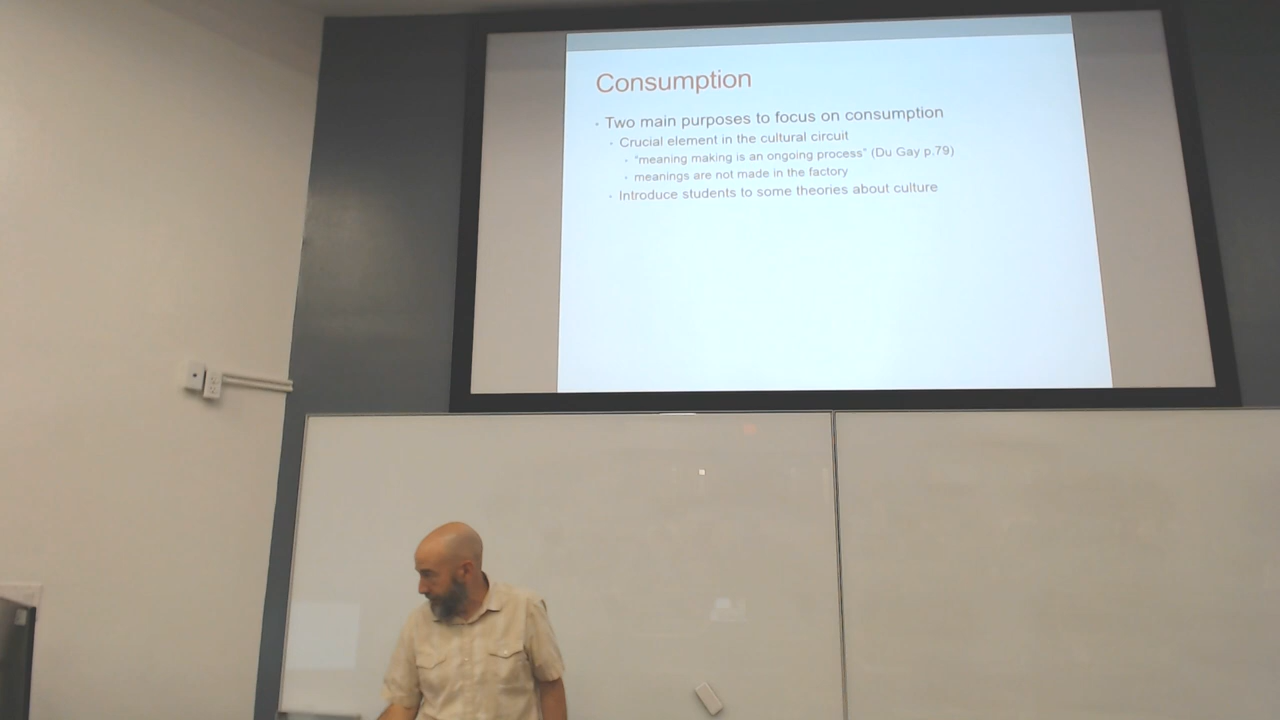 Consumption
Two main purposes to focus on consumption
Crucial element in the cultural circuit
"meaning making is an ongoing process" (Du Gay p.79)
meanings are not made in the factory
Introduce students to some theories about culture